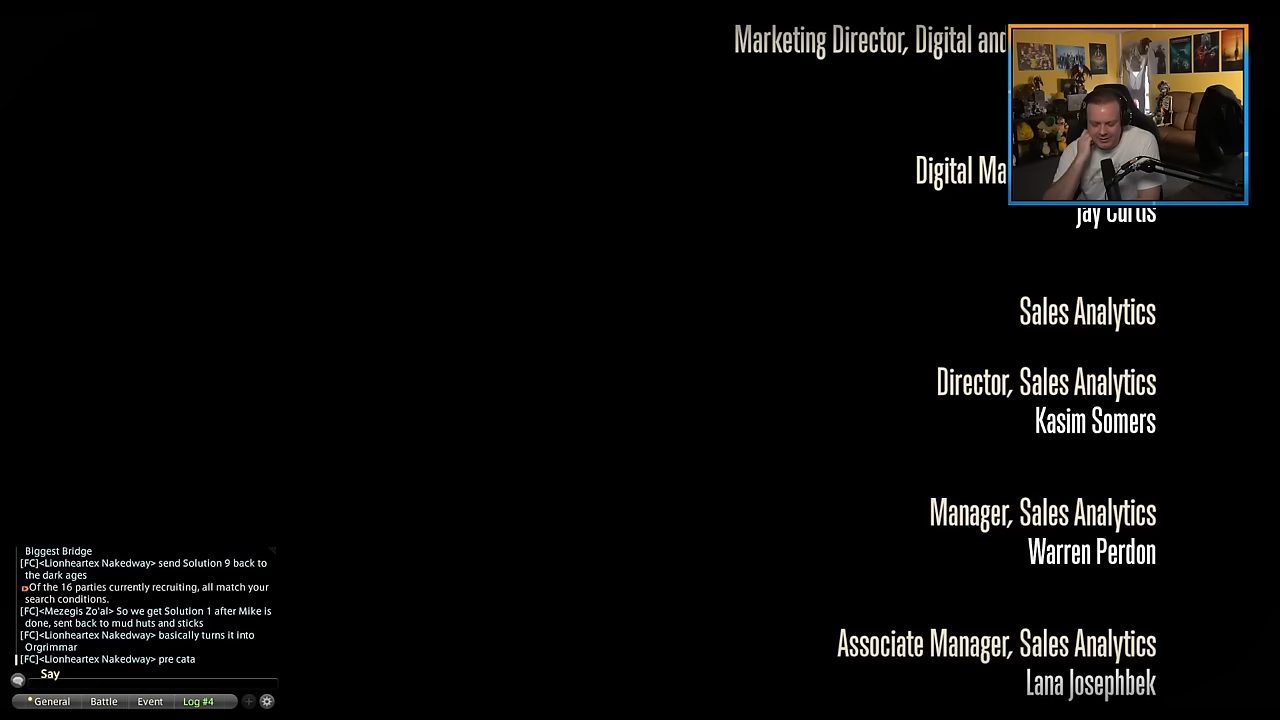 Marketing Director, Digital and
Digital Ma
Jay Curtis
Sales Analytics
Director, Sales Analytics
Kasim Somers
Manager, Sales Analytics
Warren Perdon
Associate Manager, Sales Analytics
Lana Josephbek
Biggest Bridge
[FC]<Lionheartex Nakedway> send Solution 9 back to
the dark ages
Of the 16 parties currently recruiting, all match your
search conditions.
[FC]<Mezegis Zo'al> So we get Solution 1 after Mike is
done, sent back to mud huts and sticks
[FC]<Lionheartex Nakedway> basically turns it into
Orgrimmar
[FC]<Lionheartex Nakedway> pre cata
Say
General Battle Event Log #4